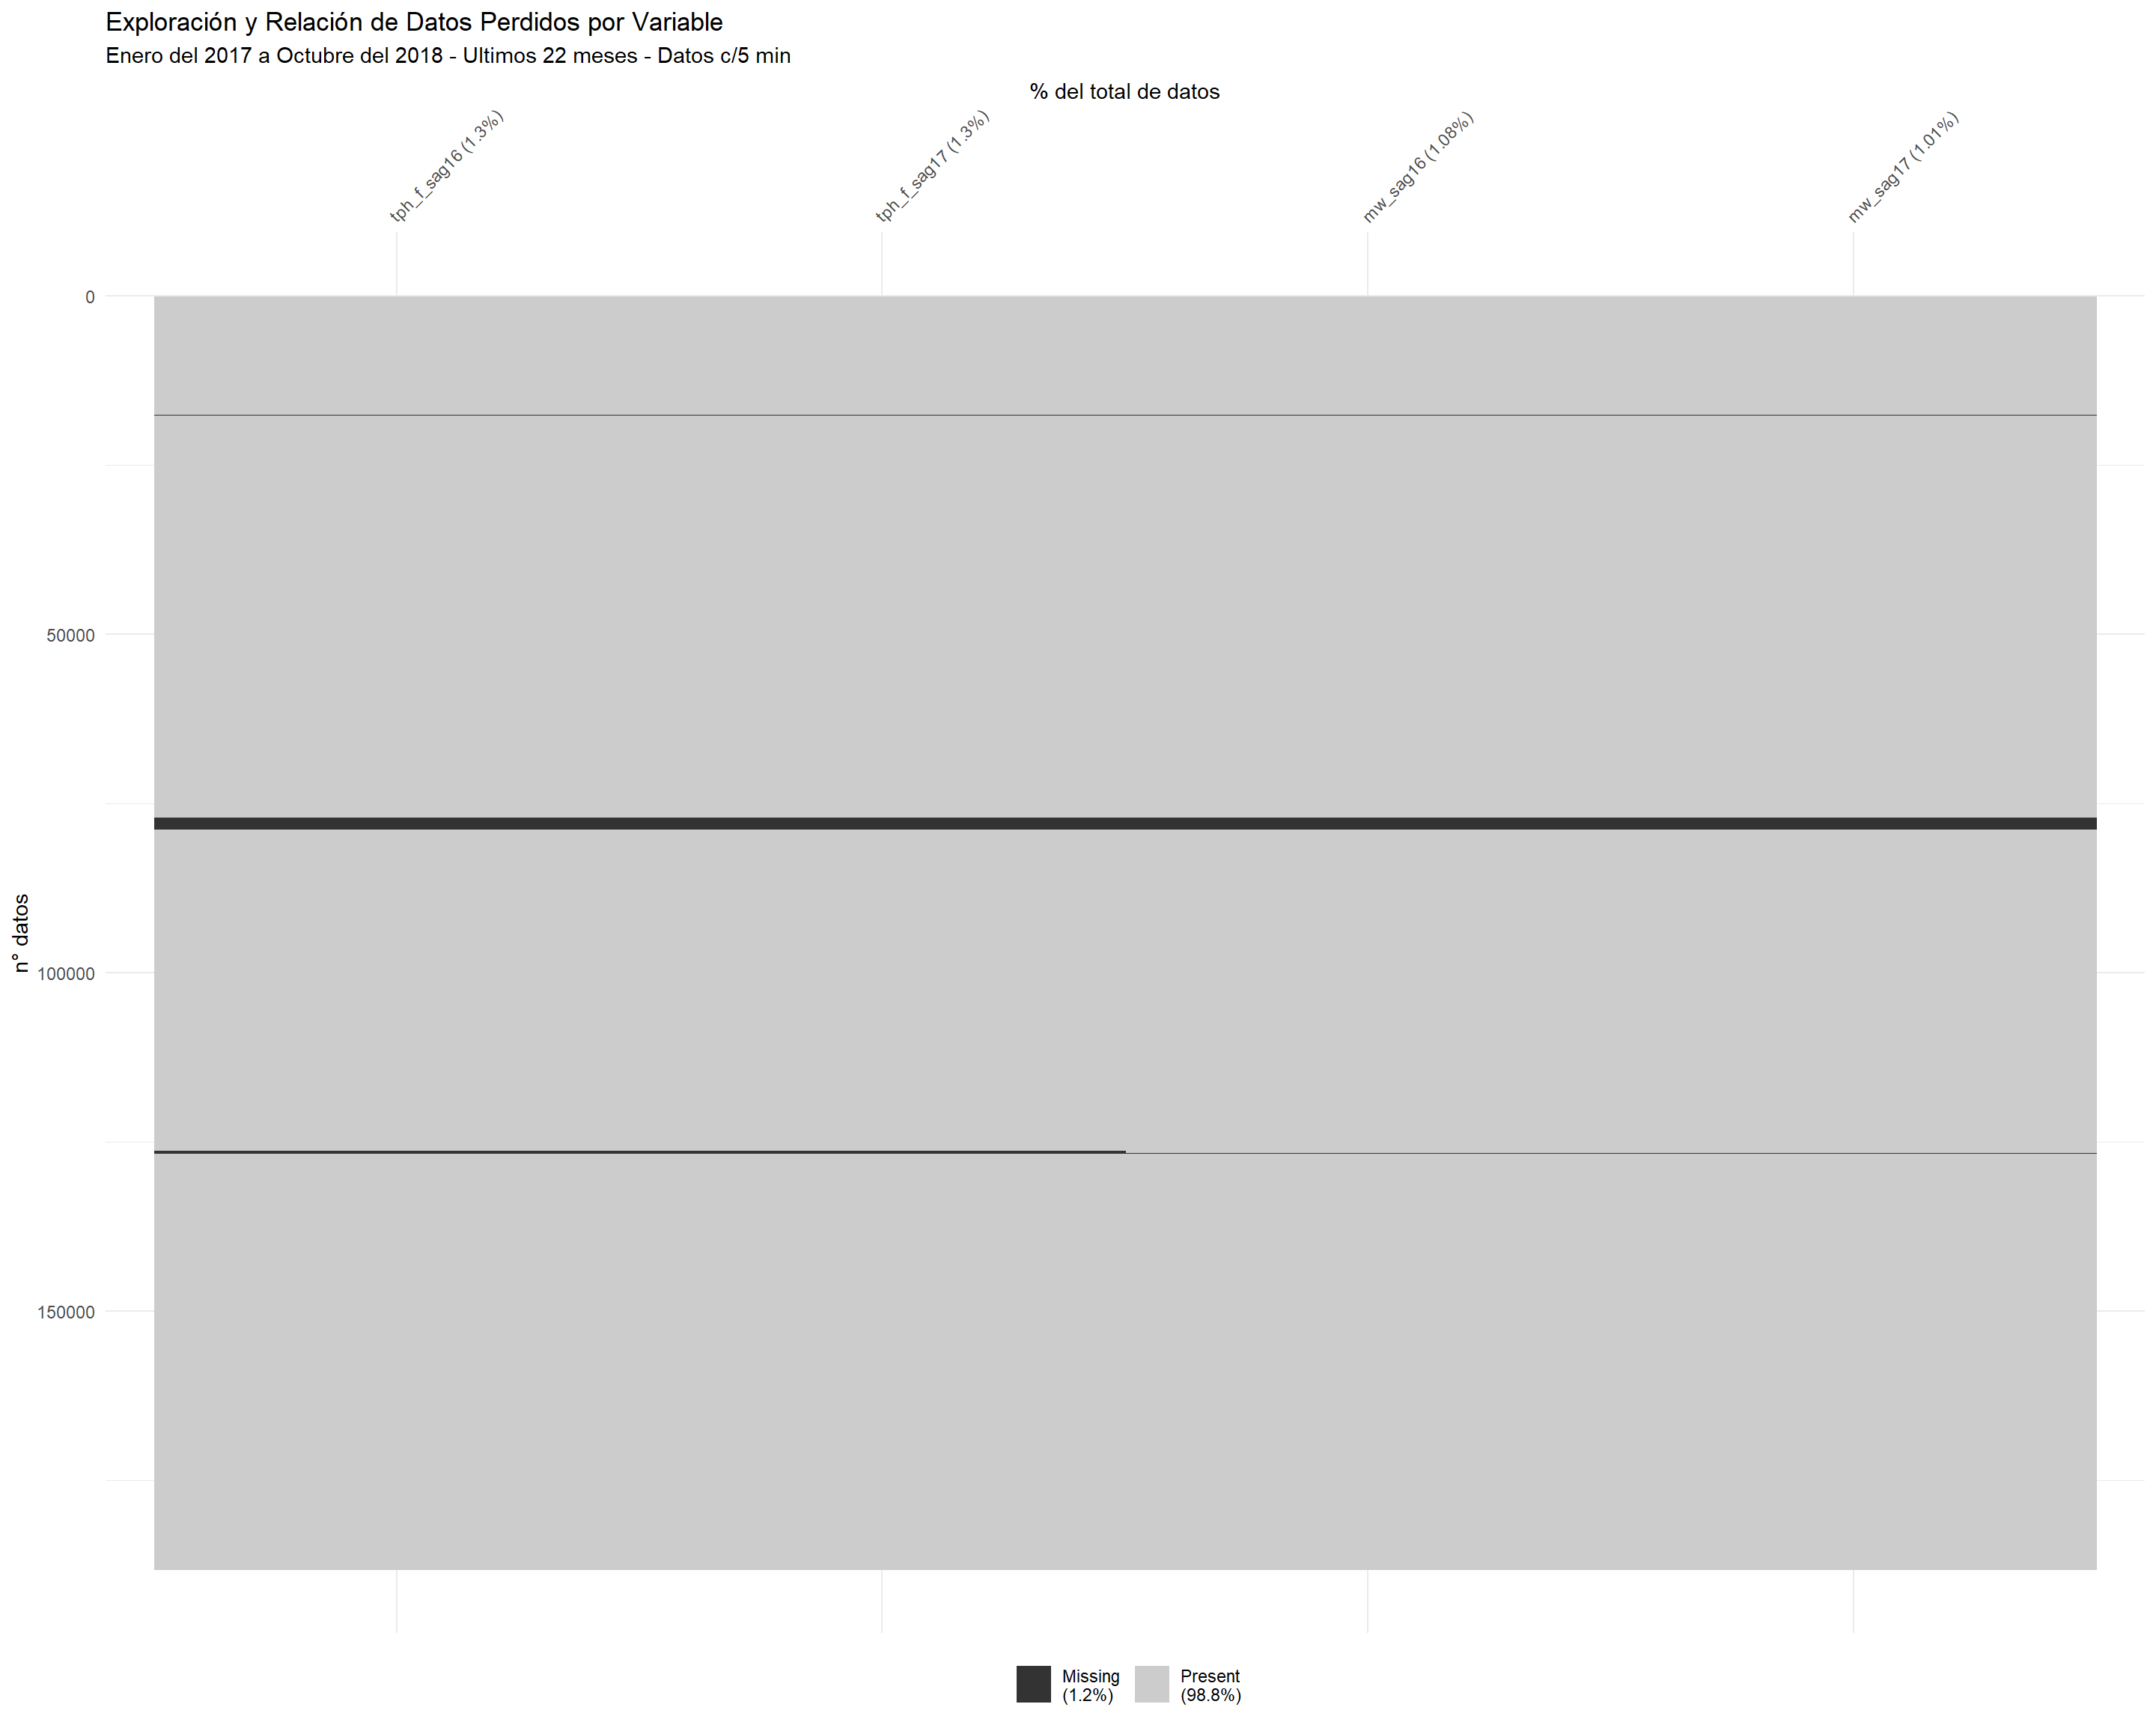 Exploración y Relación de Datos Perdidos por Variable
Enero del 2017 a Octubre del 2018 - Ultimos 22 meses - Datos c/5 min
% del total de datos
tph_f_sag16 (1.3%)
tph_f_sag17 (1.3%)
mw_sag16 (1.08%)
mw_sag17 (1.01%)
0
50000
100000
150000
n° datos
Missing
(1.2%)
Present
(98.8%)